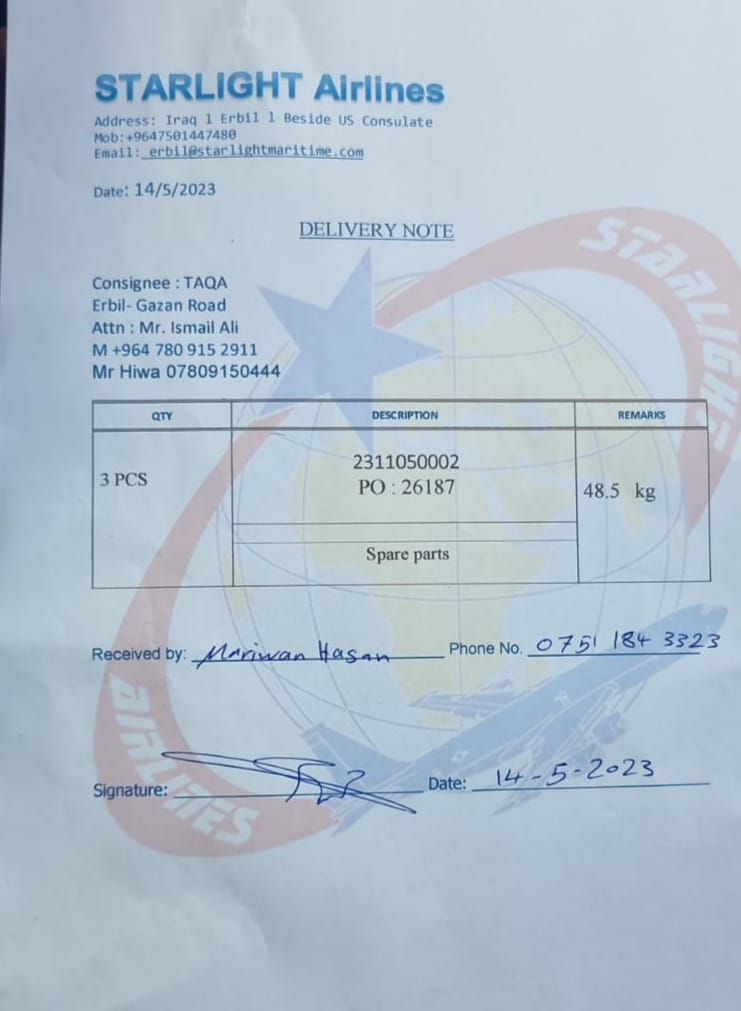 STARLIGHT Airlines
Address: Iraq l Erbil l Beside US Consulate
Mob:+9647501447480
Email: erbil@starlightmaritime.com
Date: 14/5/2023
DELIVERY NOTE
STARLIGHT
Consignee : TAQA
Erbil- Gazan Road
Attn : Mr. Ismail Ali
M +964 780 915 2911
Mr Hiwa 07809150444
QTY DESCRIPTION REMARKS
3 PCS 2311050002 48.5 kg
PO : 26187
Spare parts
Received by: Mariwan Hasan Phone No. 0751 184 3323
AIRLINES
Signature: Date: 14-5-2023